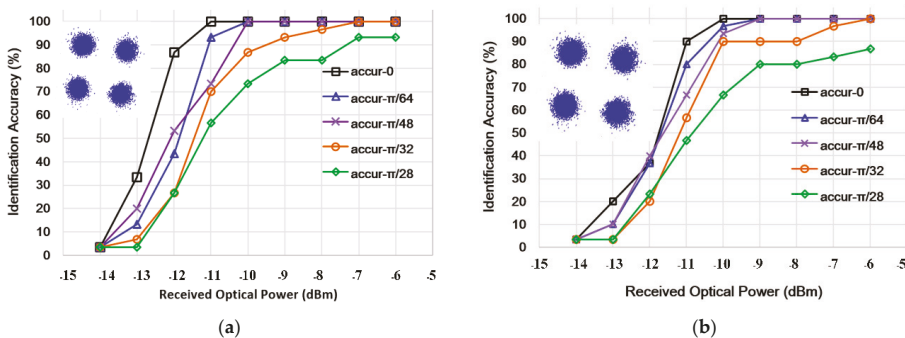 Identification Accuracy (%)
100
90
80
70
60
50
40
30
20
10
0
-15
-14
-13
-12
-11
-10
-9
-8
-7
-6
-5
Received Optical Power (dBm)
accur-0
accur-π/64
accur-π/48
accur-π/32
accur-π/28
(a)
Identification Accuracy (%)
100
90
80
70
60
50
40
30
20
10
0
-15
-14
-13
-12
-11
-10
-9
-8
-7
-6
-5
Received Optical Power (dBm)
accur-0
accur-π/64
accur-π/48
accur-π/32
accur-π/28
(b)